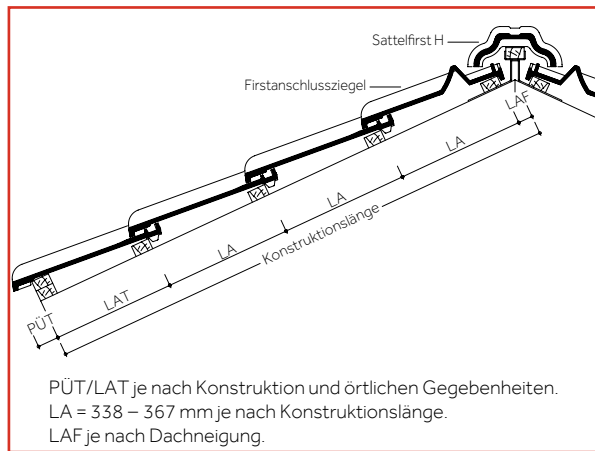 Sattelfirst H
Firstanschlussziegel
LAF
LA
LA
LA
Konstruktionslänge
LAT
PÜT
PÜT/LAT je nach Konstruktion und örtlichen Gegebenheiten.
LA = 338 – 367 mm je nach Konstruktionslänge.
LAF je nach Dachneigung.